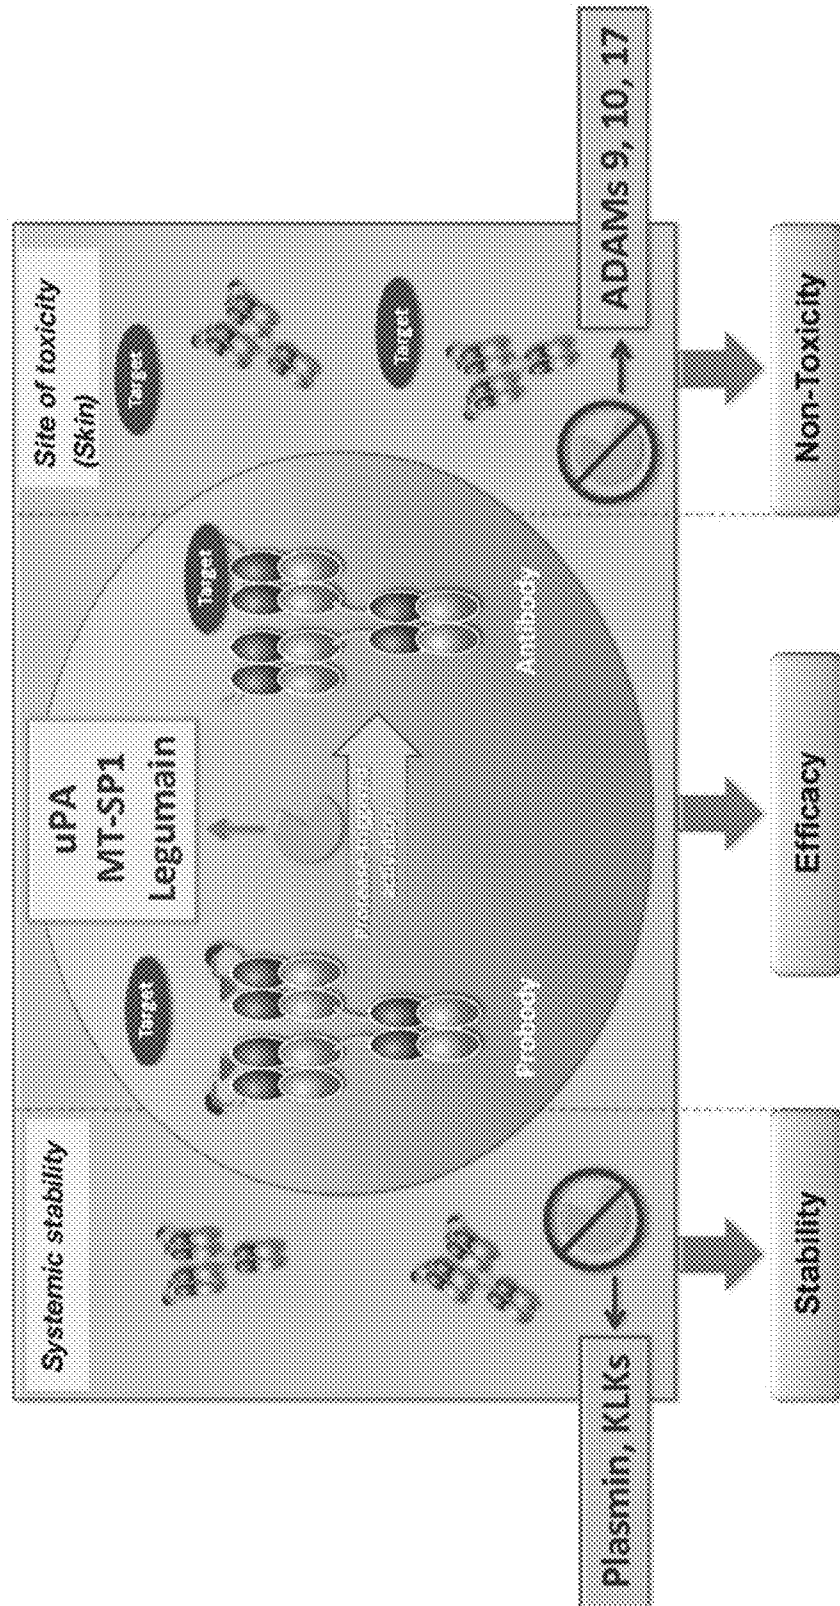 Systemic stability
uPA
MT-SP1
Legumain
Site of toxicity
(Skin)
Target
Target
Target
Target
Probody
Antibody
Plasmin, KLKs
ADAMs 9, 10, 17
Stability
Efficacy
Non-Toxicity